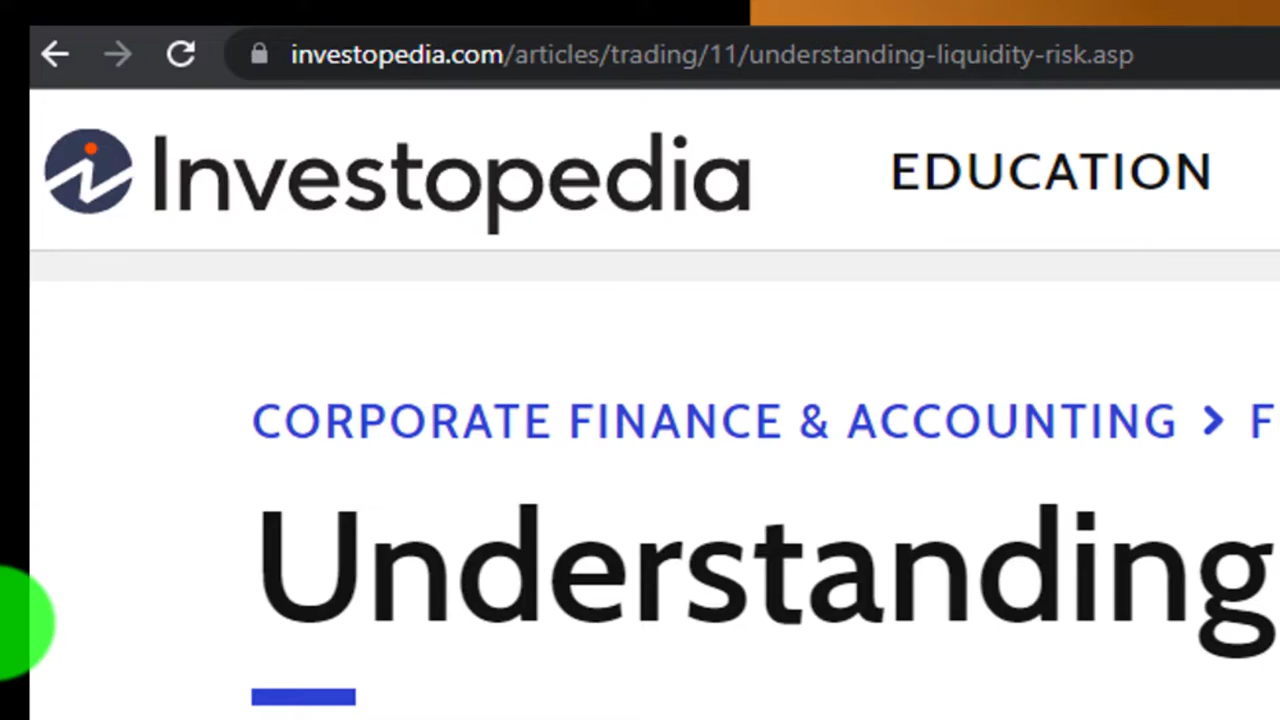 investopedia.com/articles/trading/11/understanding-liquidity-risk.asp
Investopedia EDUCATION
CORPORATE FINANCE & ACCOUNTING > F
Understanding